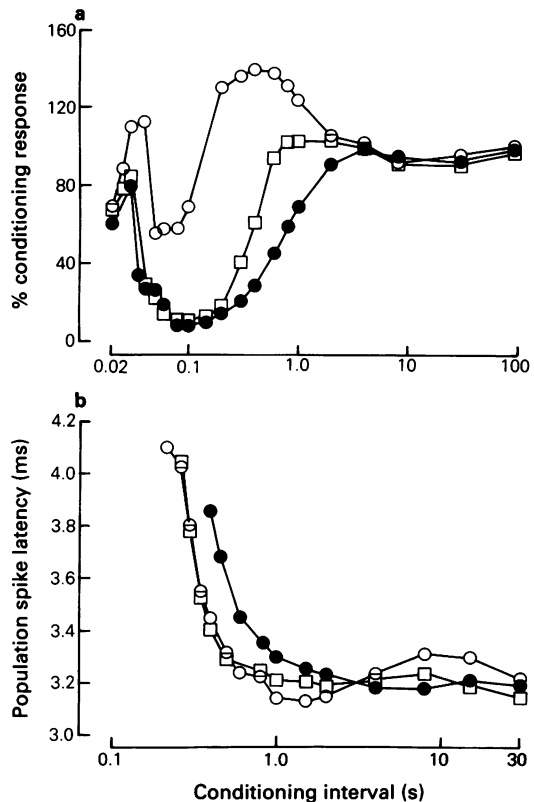 a
160
120
80
40
0
% conditioning response
0.02 0.1 1.0 10 100
b
4.2
4.0
3.8
3.6
3.4
3.2
3.0
Population spike latency (ms)
0.1 1.0 10 30
Conditioning interval (s)